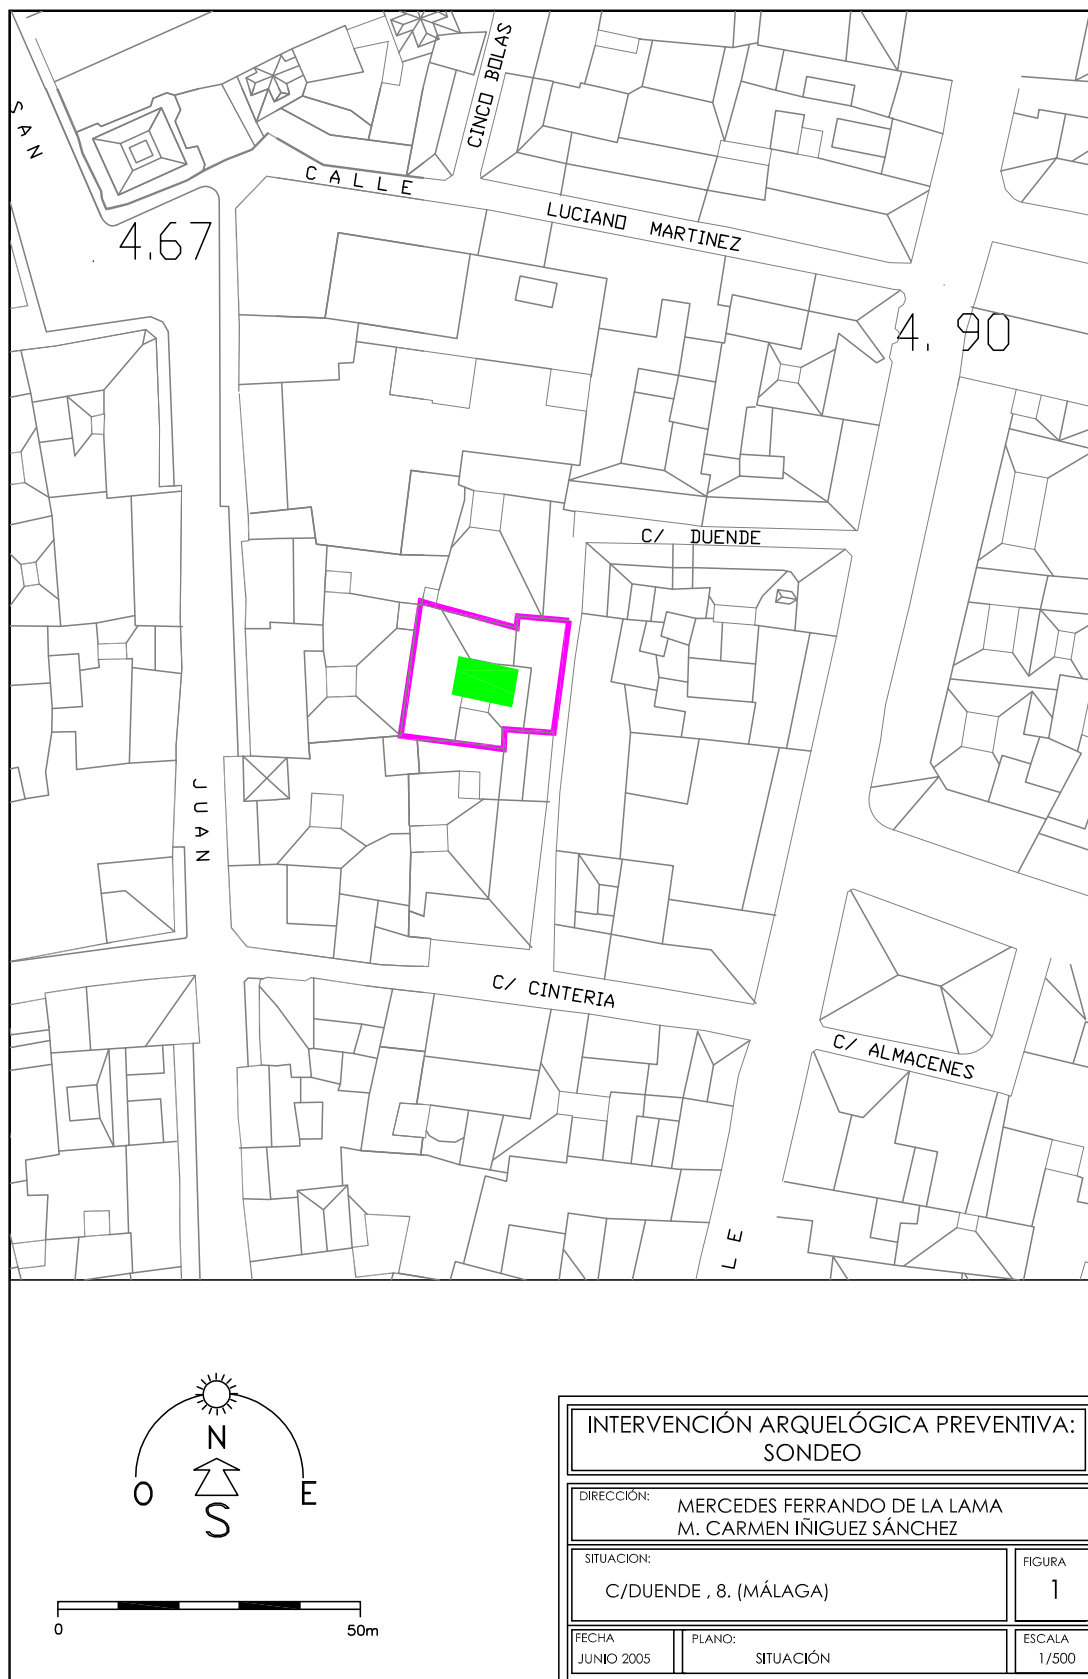 CINCO BOLAS
SAN
CALLE
LUCIANO MARTINEZ
4.67
4.90
C/ DUENDE
JUAN
C/ CINTERIA
C/ ALMACENES
LE
N
O E
S
0 50m
INTERVENCIÓN ARQUELÓGICA PREVENTIVA:
SONDEO
DIRECCIÓN:
MERCEDES FERRANDO DE LA LAMA
M. CARMEN IÑIGUEZ SÁNCHEZ
SITUACION:
C/DUENDE , 8. (MÁLAGA)
FIGURA
1
FECHA
JUNIO 2005
PLANO:
SITUACIÓN
ESCALA
1/500